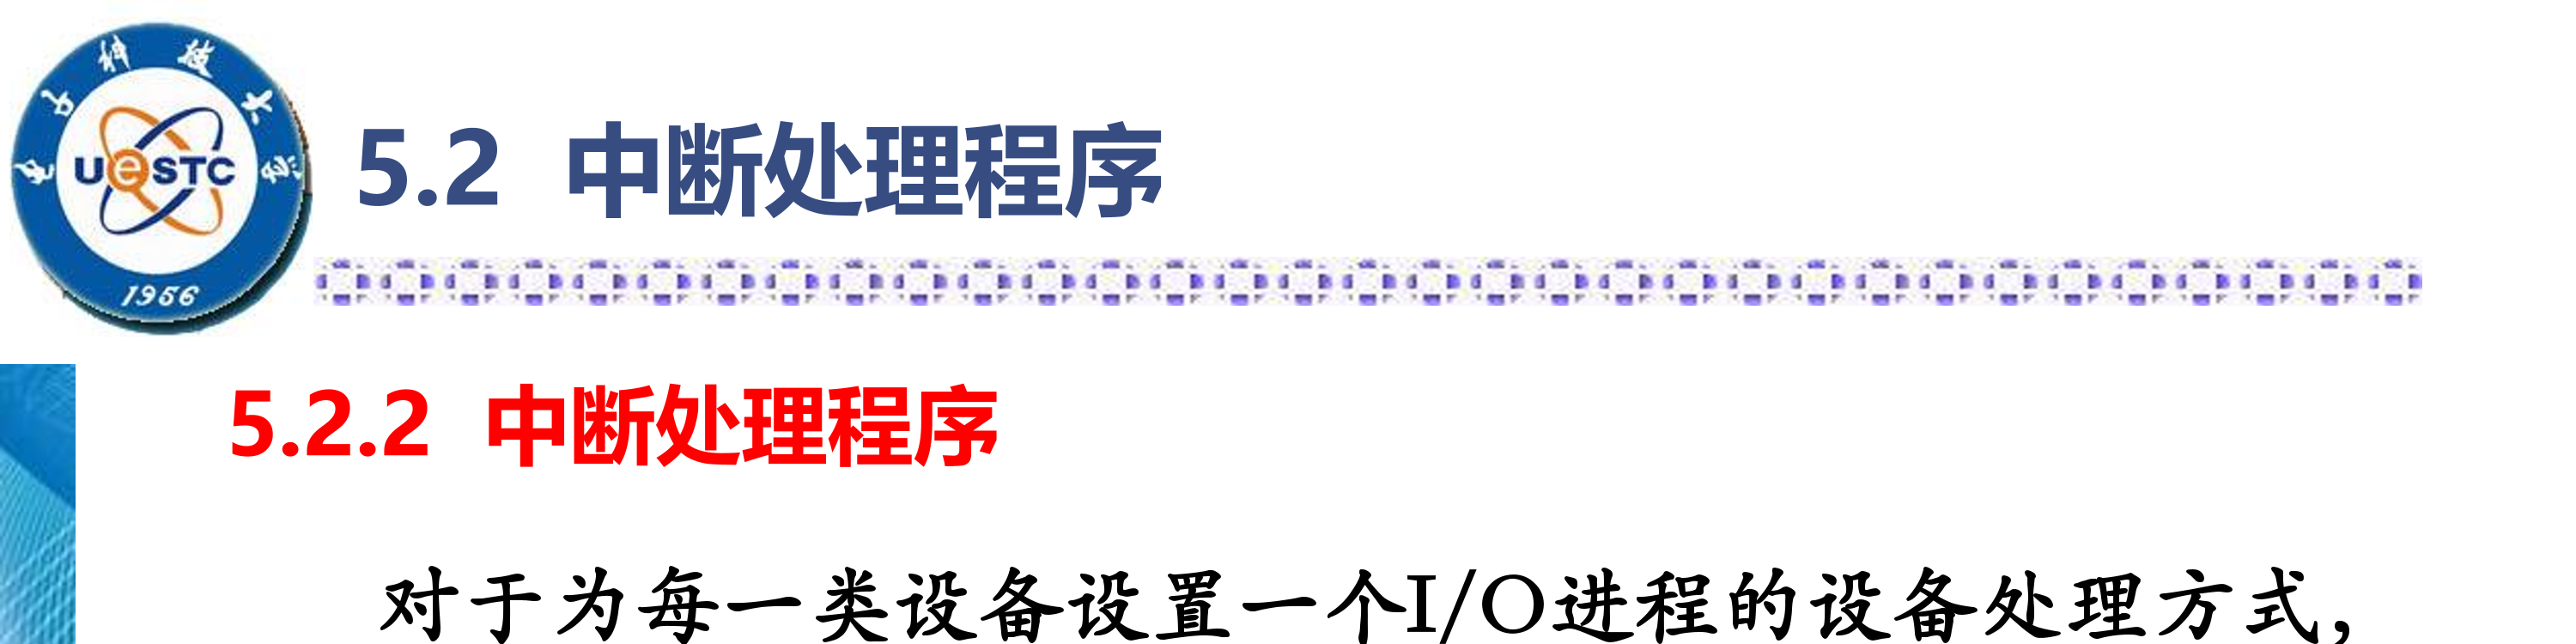 电子科技大学
UESTC
1956
5.2 中断处理程序
5.2.2 中断处理程序
对于为每一类设备设置一个I/O进程的设备处理方式，